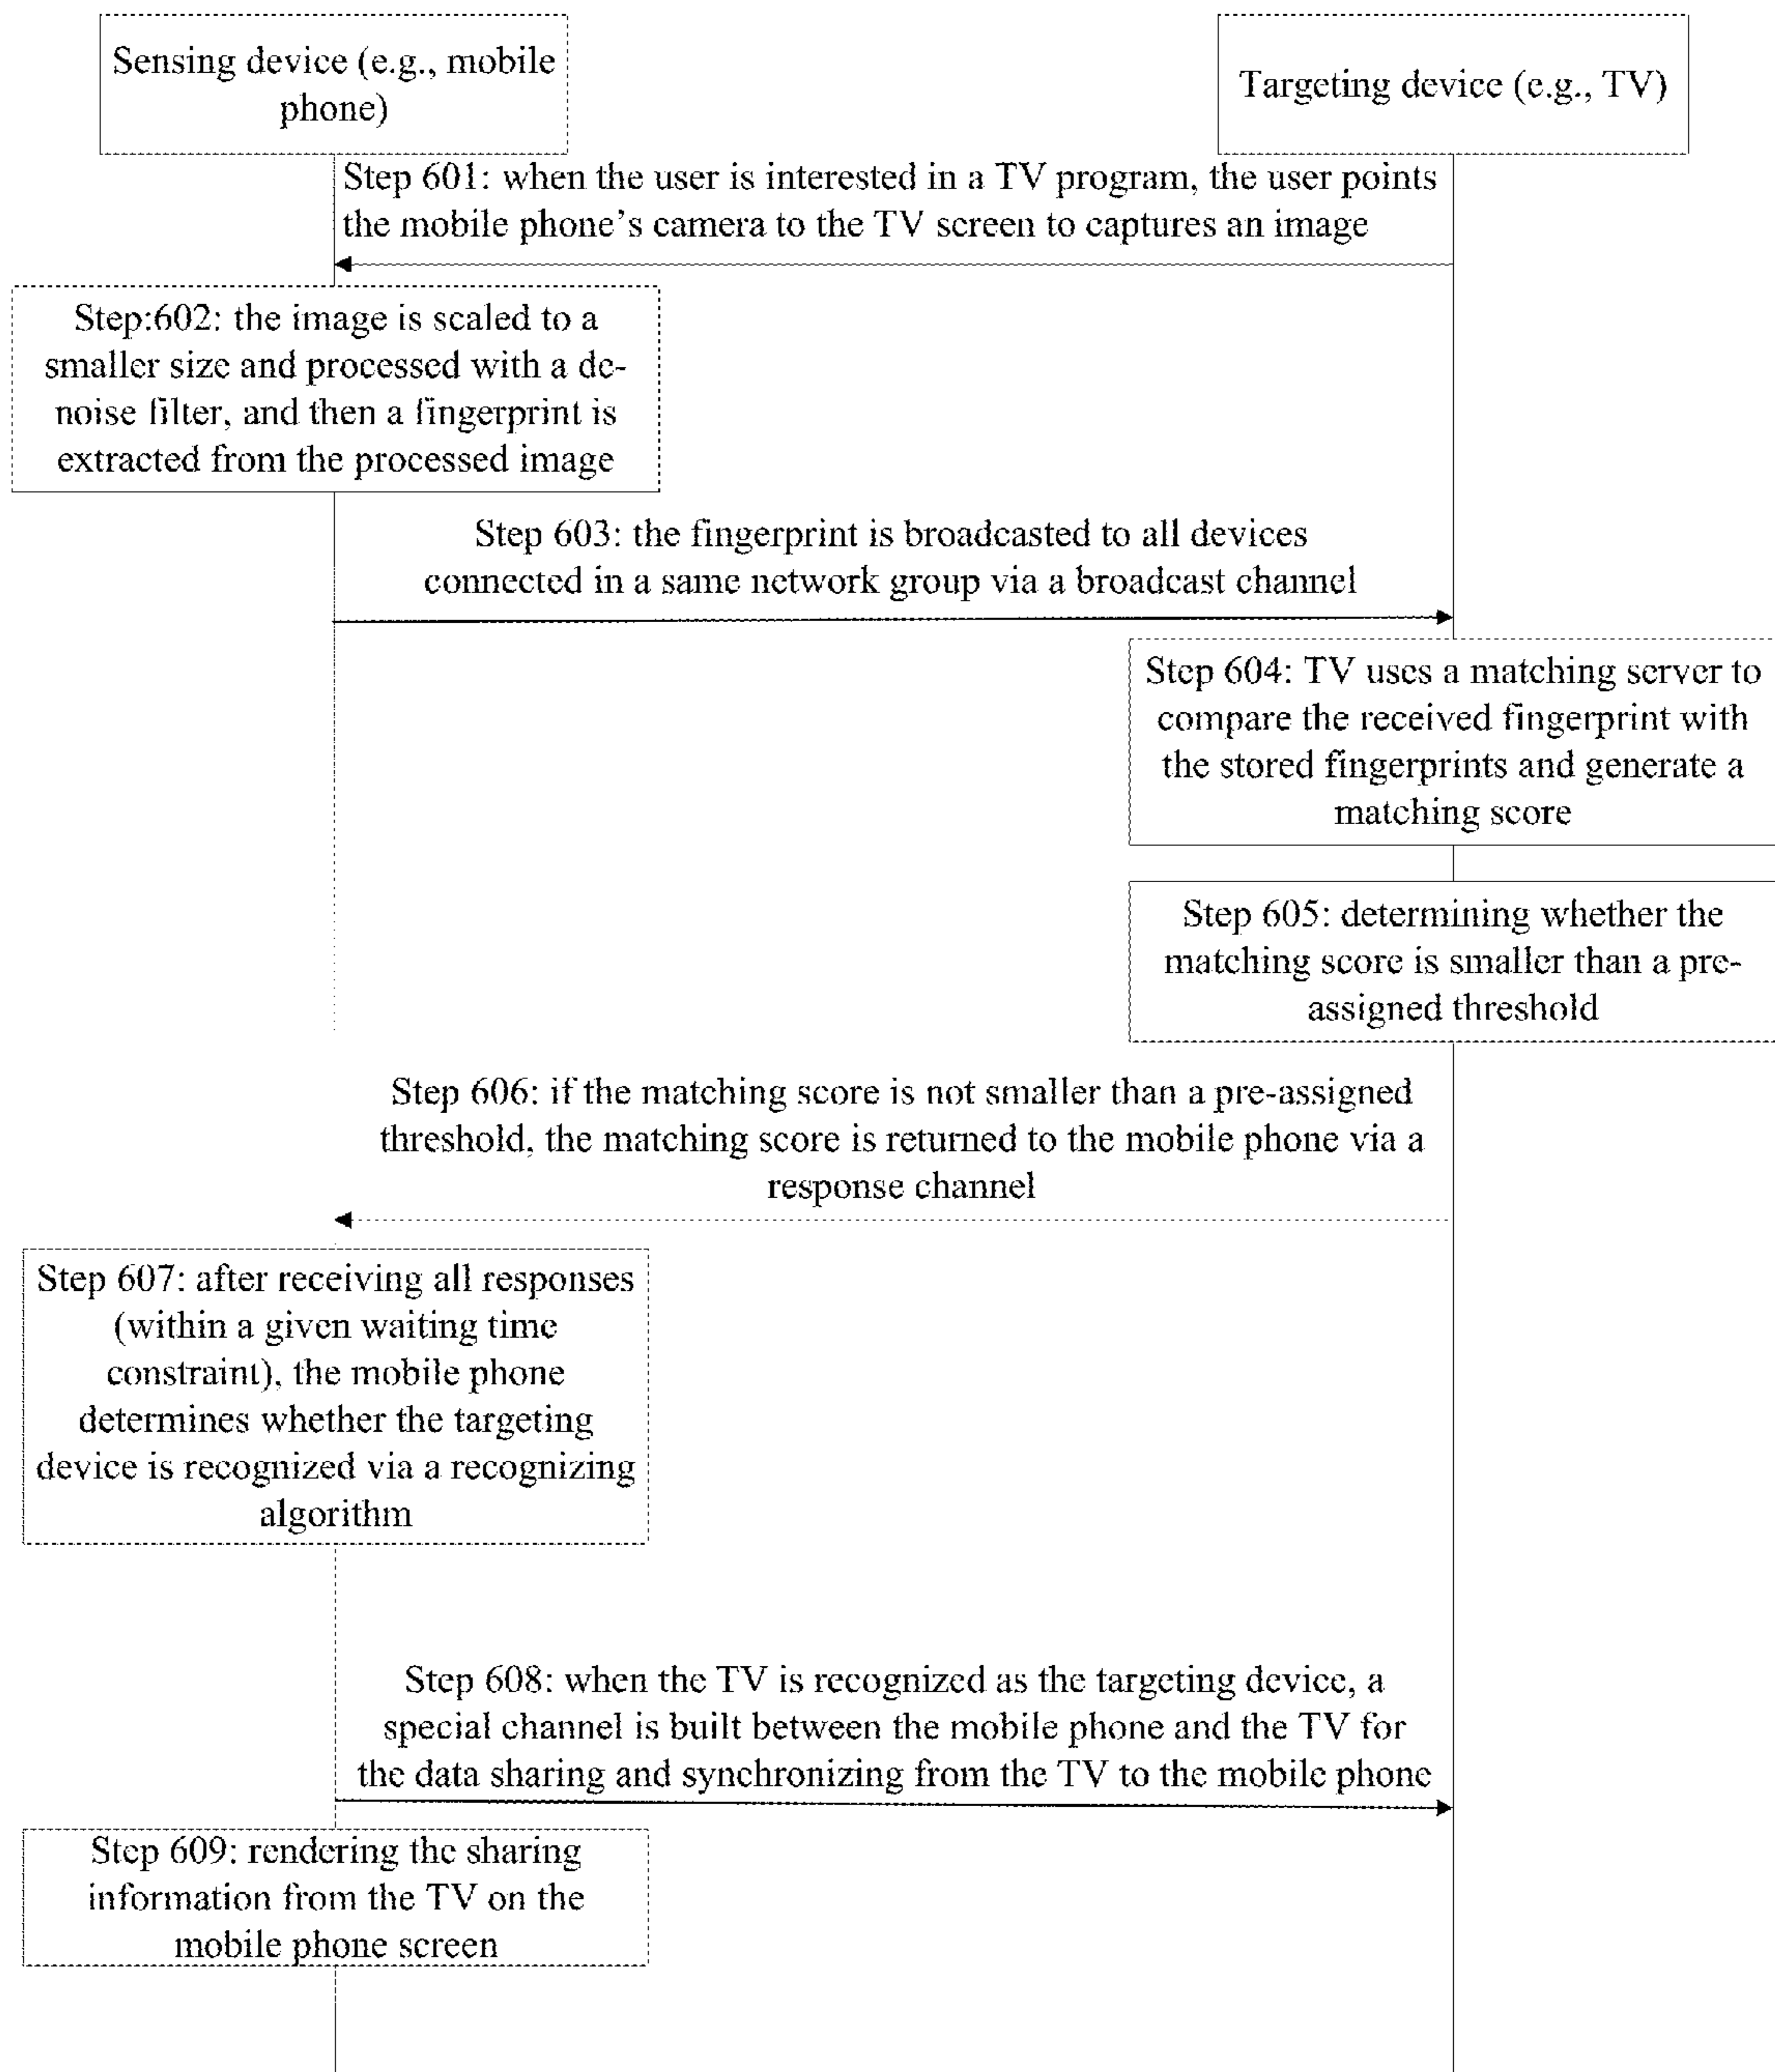 Sensing device (e.g., mobile
phone)
Targeting device (e.g., TV)
Step 601: when the user is interested in a TV program, the user points
the mobile phone's camera to the TV screen to captures an image
Step:602: the image is scaled to a
smaller size and processed with a de-
noise filter, and then a fingerprint is
extracted from the processed image
Step 603: the fingerprint is broadcasted to all devices
connected in a same network group via a broadcast channel
Step 604: TV uses a matching server to
compare the received fingerprint with
the stored fingerprints and generate a
matching score
Step 605: determining whether the
matching score is smaller than a pre-
assigned threshold
Step 606: if the matching score is not smaller than a pre-assigned
threshold, the matching score is returned to the mobile phone via a
response channel
Step 607: after receiving all responses
(within a given waiting time
constraint), the mobile phone
determines whether the targeting
device is recognized via a recognizing
algorithm
Step 608: when the TV is recognized as the targeting device, a
special channel is built between the mobile phone and the TV for
the data sharing and synchronizing from the TV to the mobile phone
Step 609: rendering the sharing
information from the TV on the
mobile phone screen